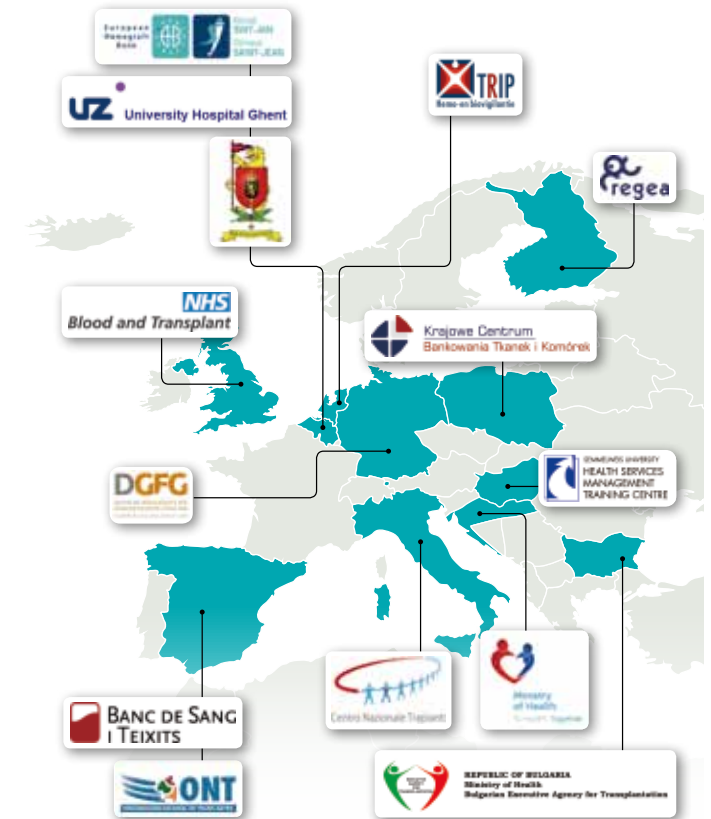 European
Homograft
Bank
SINT-JAN
SAINT-JEAN
UZ
University Hospital Ghent
TRIP
Hemo- en biovigilantie
regea
NHS
Blood and Transplant
Krajowe Centrum
Bankowania Tkanek i Komórek
DGFG
SEMMELWEIS UNIVERSITY
HEALTH SERVICES
MANAGEMENT
TRAINING CENTRE
Centro Nazionale Trapianti
Ministry
of Health
BANC DE SANG
I TEIXITS
ONT
REPUBLIC OF BULGARIA
Ministry of Health
Bulgarian Executive Agency for Transplantation